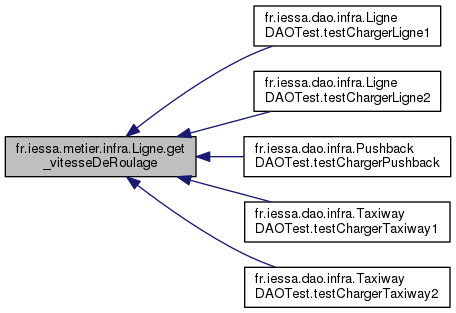 fr.iessa.dao.infra.Ligne
DAOTest.testChargerLigne1
fr.iessa.dao.infra.Ligne
DAOTest.testChargerLigne2
fr.iessa.metier.infra.Ligne.get
_vitesseDeRoulage
fr.iessa.dao.infra.Pushback
DAOTest.testChargerPushback
fr.iessa.dao.infra.Taxiway
DAOTest.testChargerTaxiway1
fr.iessa.dao.infra.Taxiway
DAOTest.testChargerTaxiway2